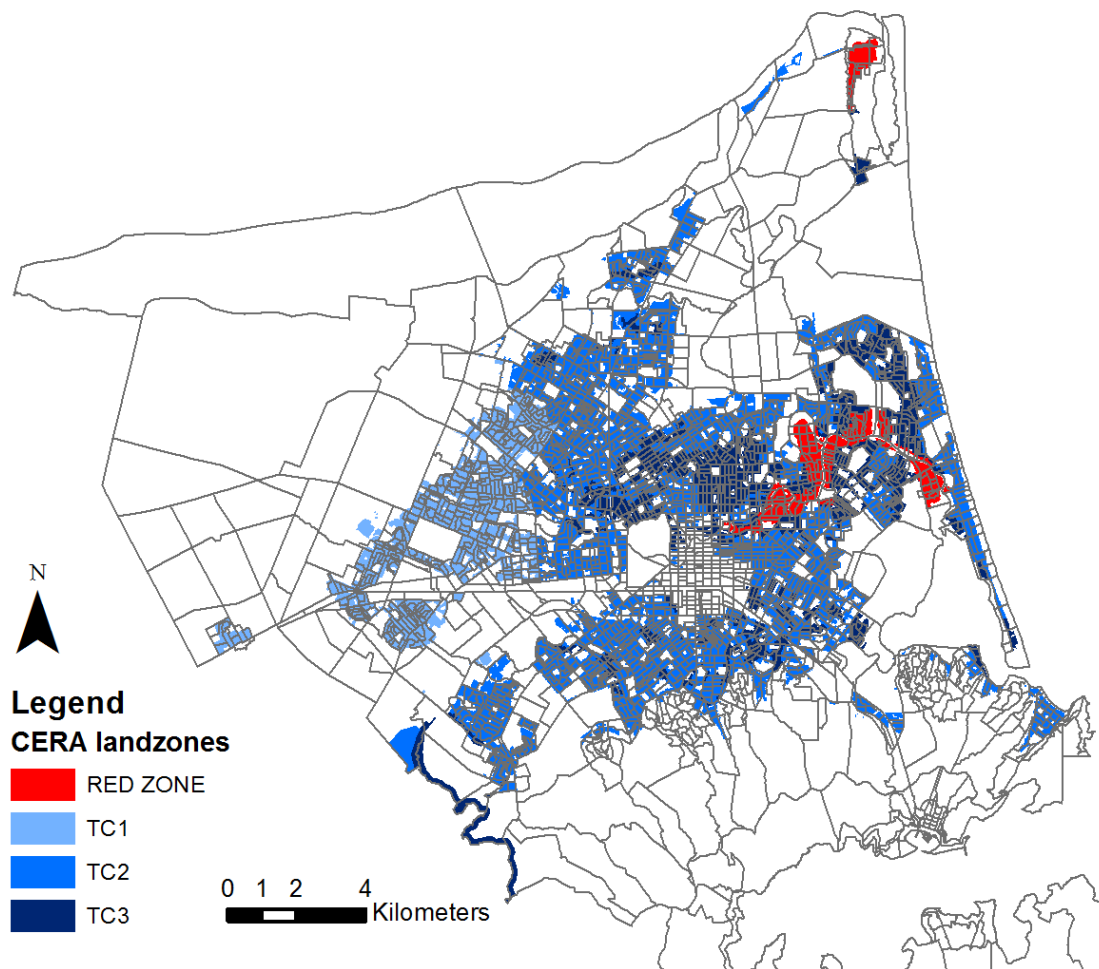 N
Legend
CERA landzones
RED ZONE
TC1
TC2
TC3
0 1 2 4
Kilometers